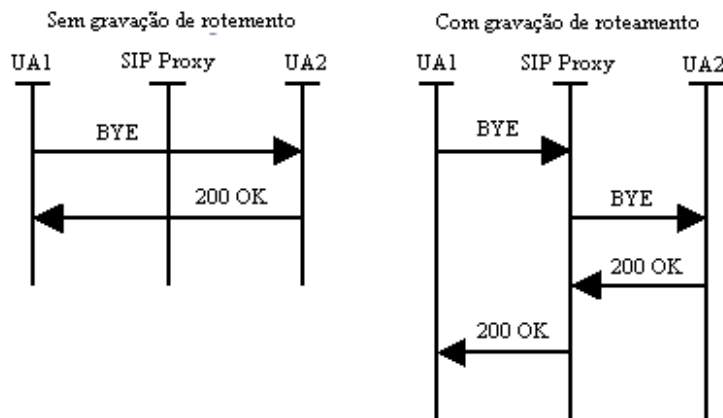 Sem gravação de rotemento
UA1 SIP Proxy UA2
BYE
200 OK
Com gravação de roteamento
UA1 SIP Proxy UA2
BYE
BYE
200 OK
200 OK